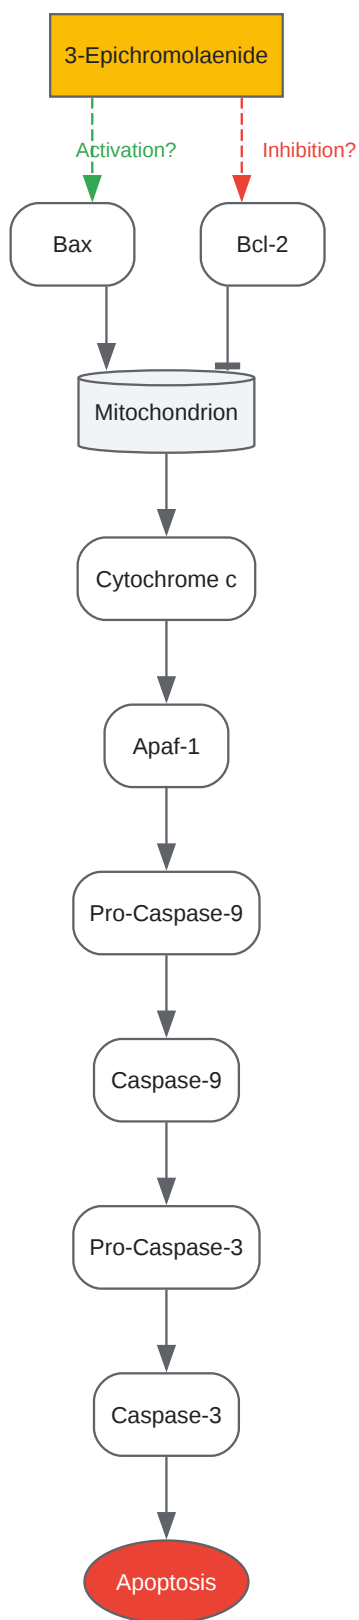 3-Epichromolaenide
Activation?
Inhibition?
Bax
Bcl-2
Mitochondrion
Cytochrome c
Apaf-1
Pro-Caspase-9
Caspase-9
Pro-Caspase-3
Caspase-3
Apoptosis